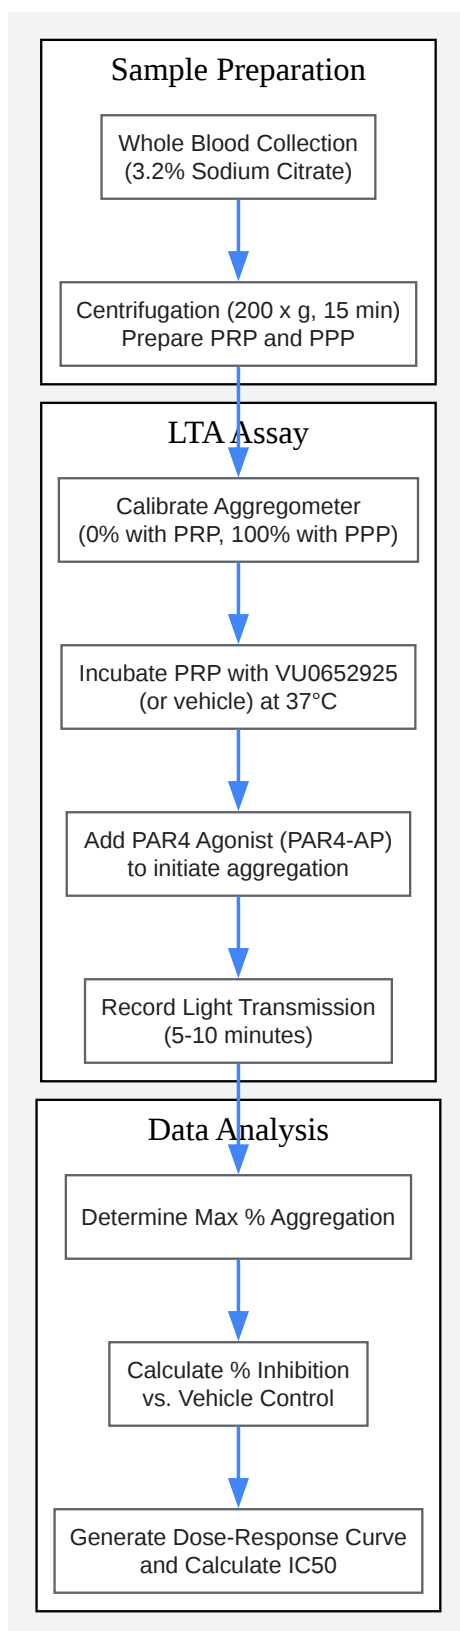 Sample Preparation
Whole Blood Collection
(3.2% Sodium Citrate)
Centrifugation (200 x g, 15 min)
Prepare PRP and PPP
LTA Assay
Calibrate Aggregometer
(0% with PRP, 100% with PPP)
Incubate PRP with VU0652925
(or vehicle) at 37°C
Add PAR4 Agonist (PAR4-AP)
to initiate aggregation
Record Light Transmission
(5-10 minutes)
Data Analysis
Determine Max % Aggregation
Calculate % Inhibition
vs. Vehicle Control
Generate Dose-Response Curve
and Calculate IC50